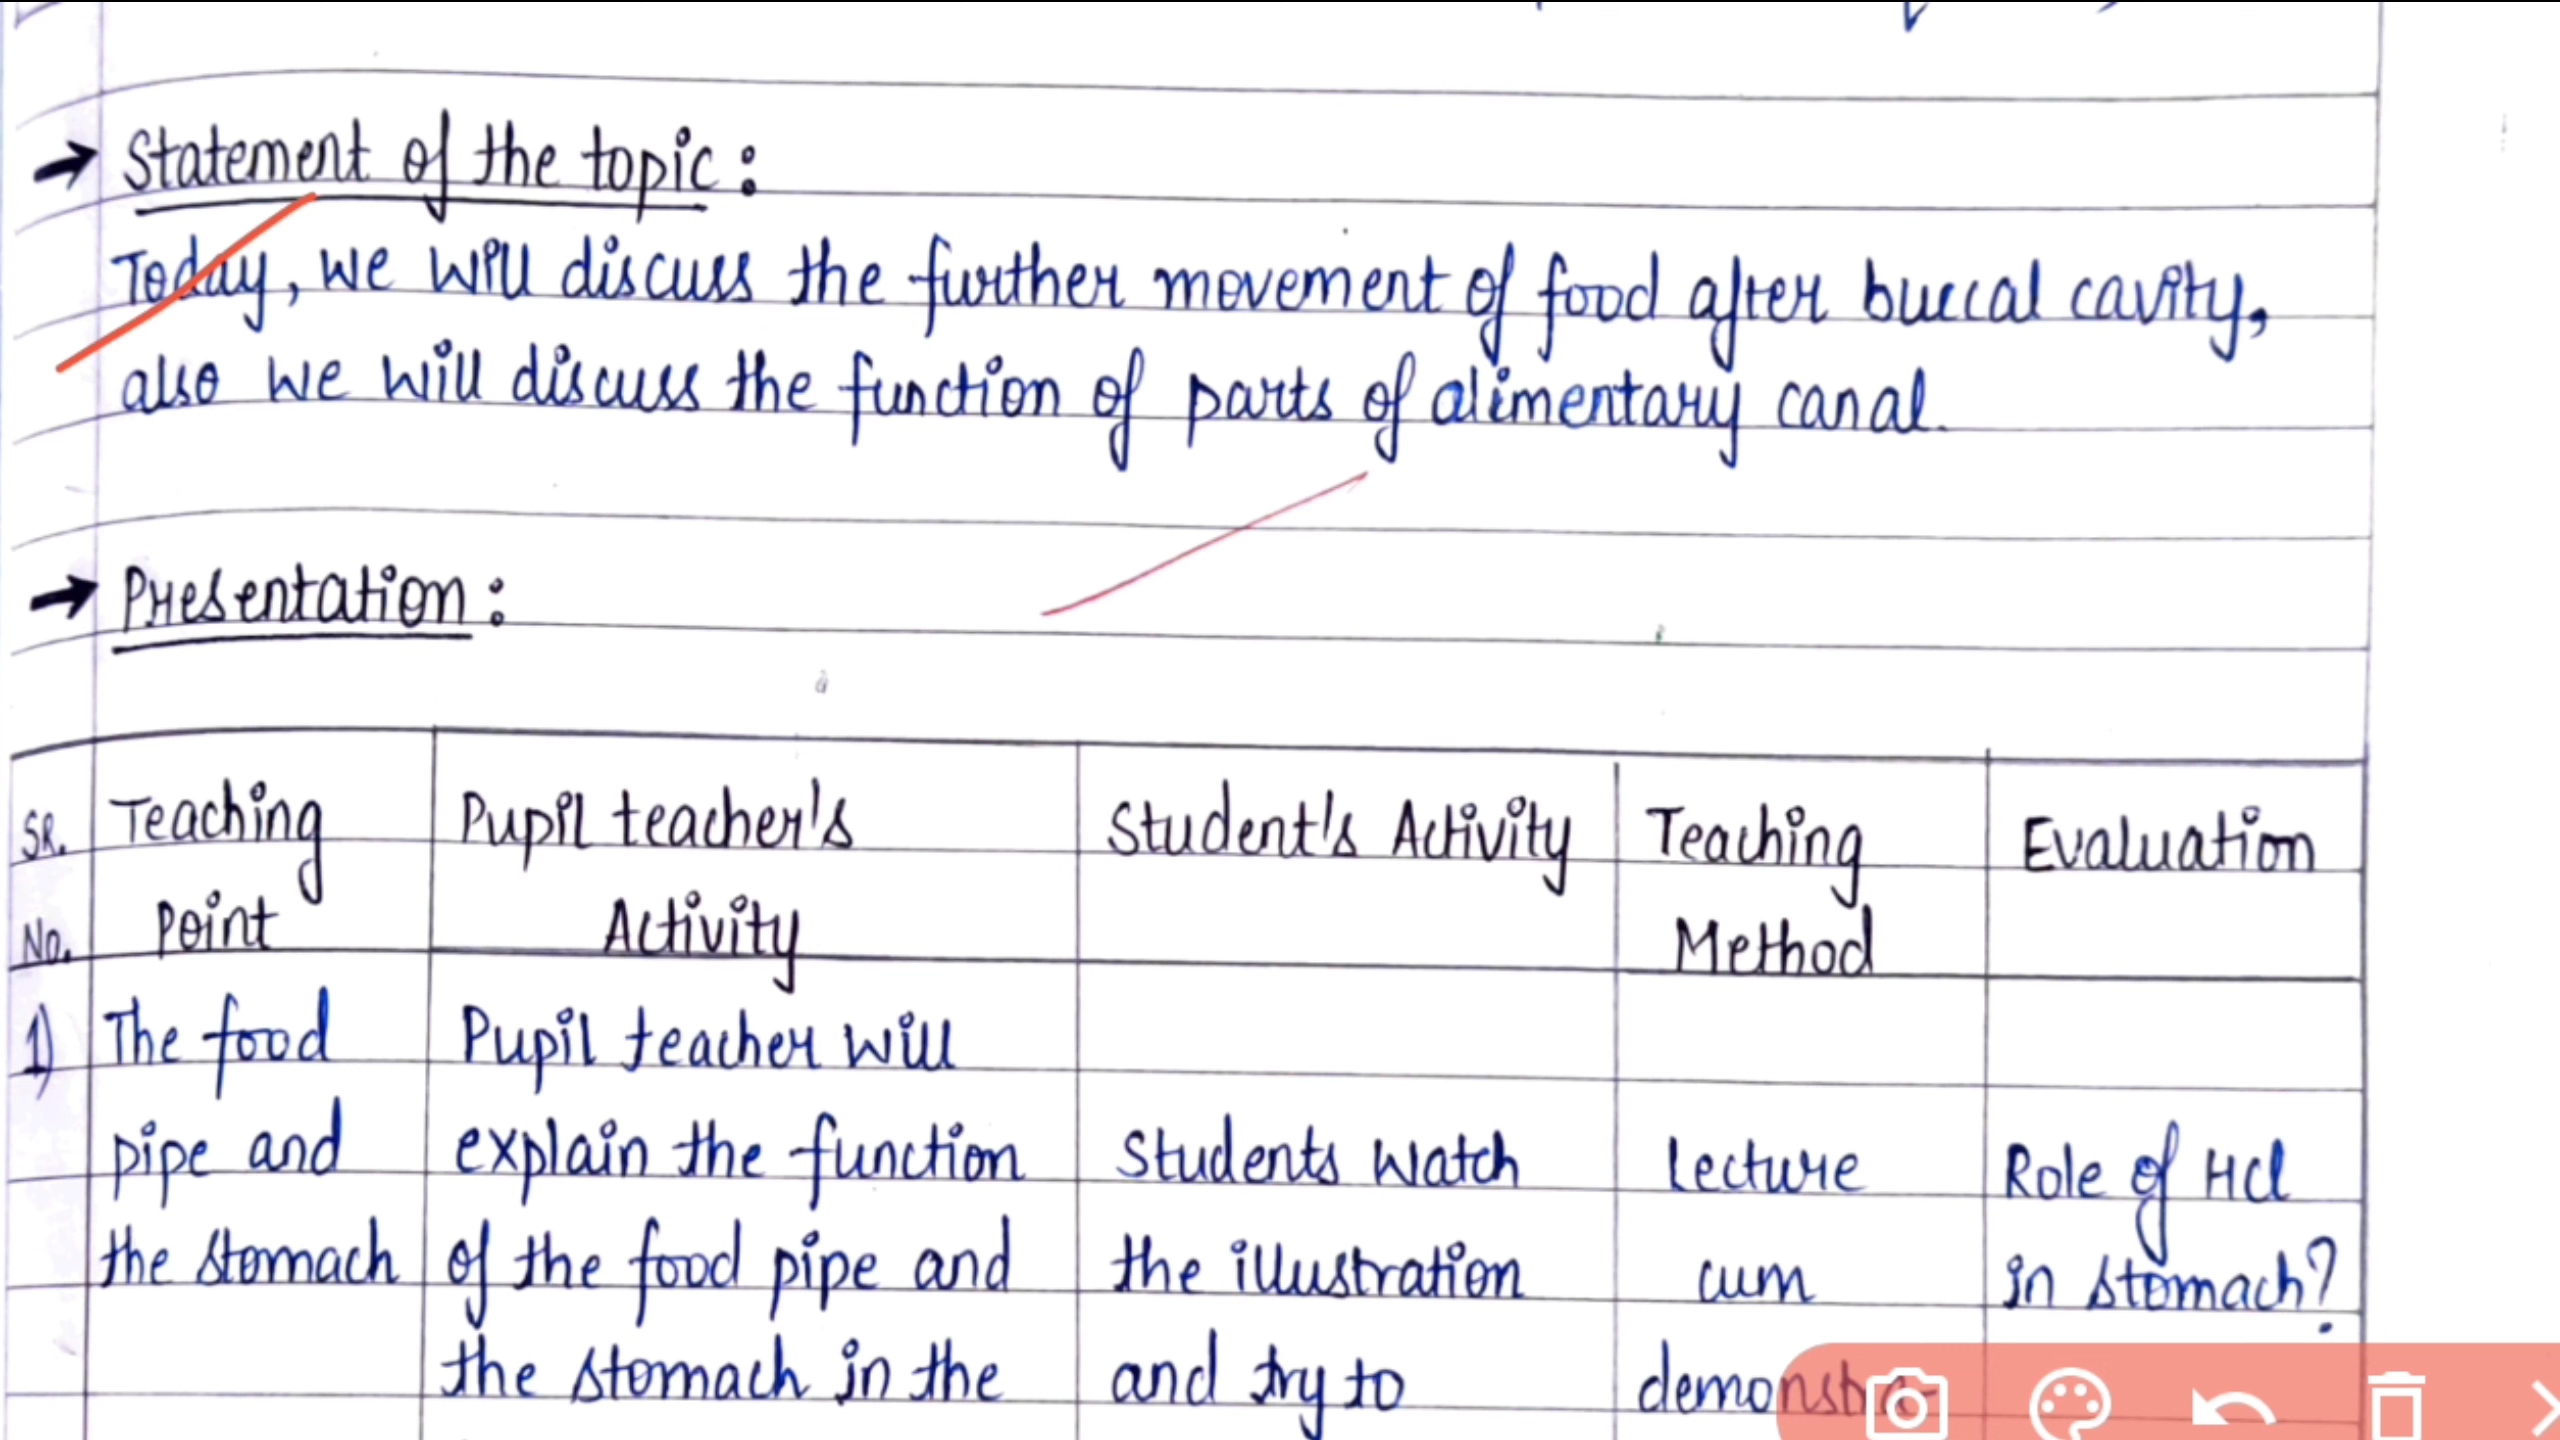 → Statement of the topic:
Today, we will discuss the further movement of food after buccal cavity,
also we will discuss the function of parts of alimentary canal.
→ Presentation:
SR. Teaching Pupil teacher's Student's Activity Teaching Evaluation
No. Point Activity Method
1) The food Pupil teacher will
pipe and explain the function Students watch Lecture Role of HCl
the stomach of the food pipe and the illustration cum in stomach?
the stomach in the and try to demonstra-